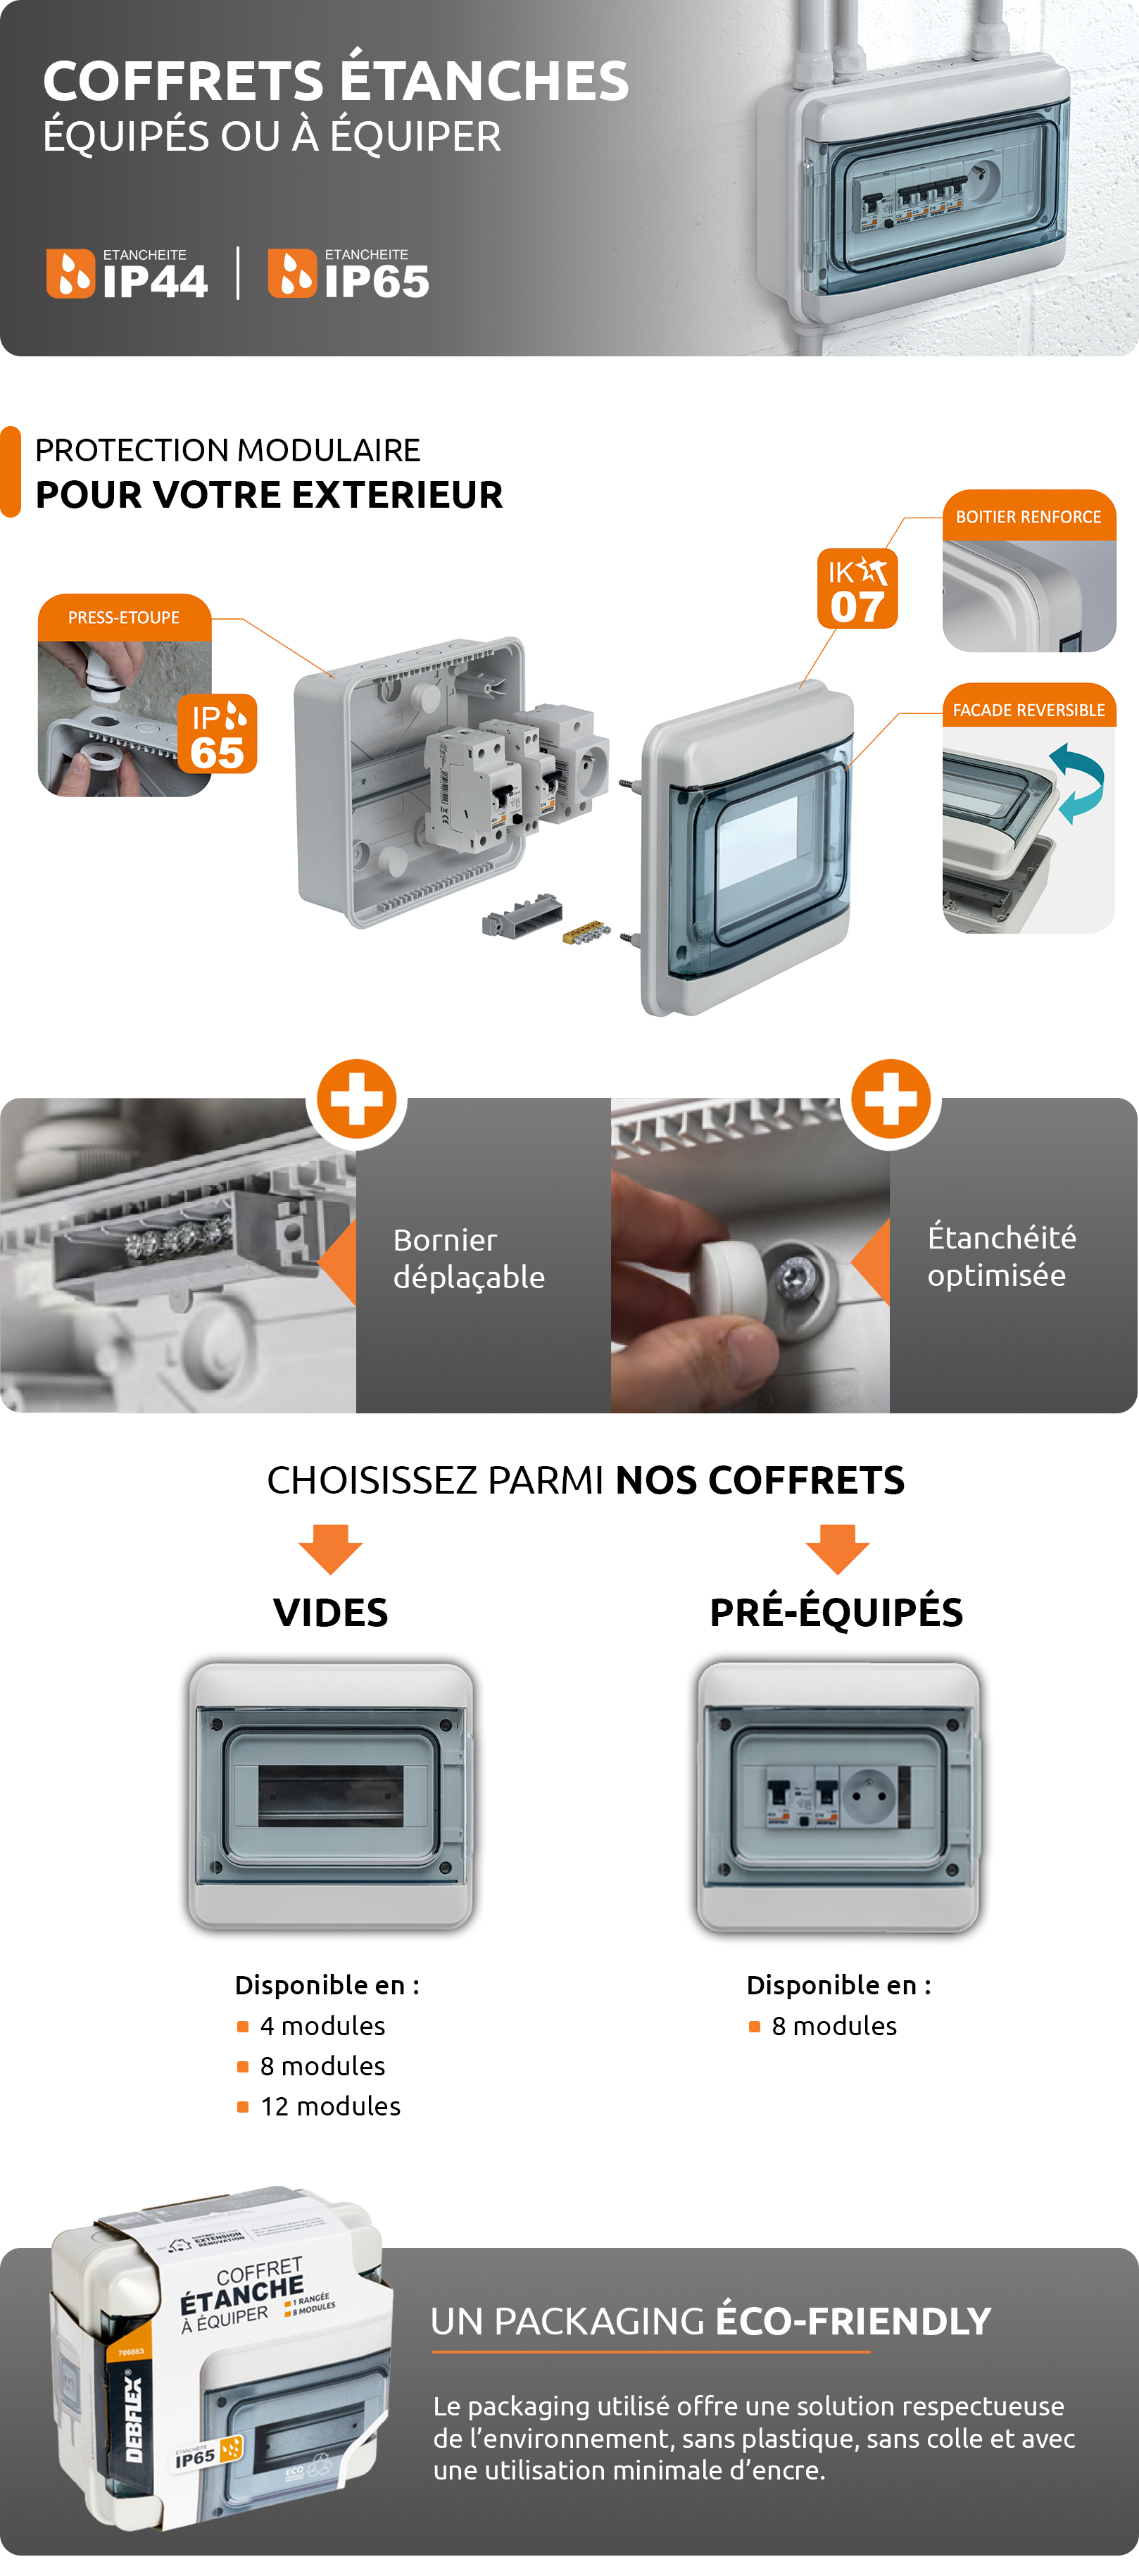 COFFRETS ÉTANCHES
ÉQUIPÉS OU À ÉQUIPER
ETANCHEITE
IP44
ETANCHEITE
IP65
PROTECTION MODULAIRE
POUR VOTRE EXTERIEUR
BOITIER RENFORCE
IK
07
PRESS-ETOUPE
IP
65
FACADE REVERSIBLE
Bornier
déplaçable
Étanchéité
optimisée
CHOISISSEZ PARMI NOS COFFRETS
VIDES
PRÉ-ÉQUIPÉS
Disponible en :
4 modules
8 modules
12 modules
Disponible en :
8 modules
COFFRET
EXTENSION
RÉNOVATION
COFFRET
ÉTANCHE
À ÉQUIPER
1 RANGÉE
8 MODULES
706663
DEBFLEX
ETANCHEITE
IP65
ECO
UN PACKAGING ÉCO-FRIENDLY
Le packaging utilisé offre une solution respectueuse
de l’environnement, sans plastique, sans colle et avec
une utilisation minimale d’encre.